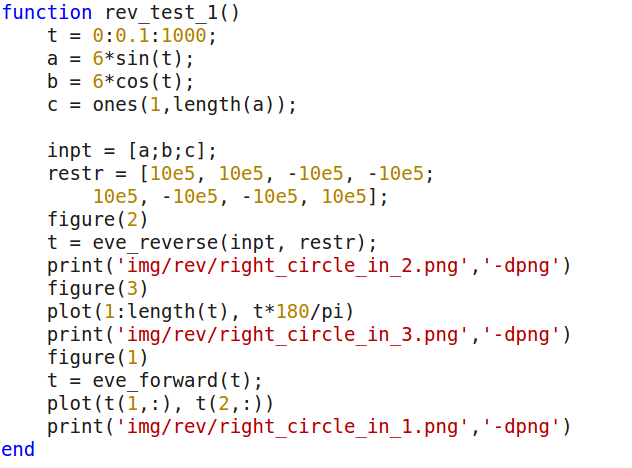 function rev_test_1()
    t = 0:0.1:1000;
    a = 6*sin(t);
    b = 6*cos(t);
    c = ones(1,length(a));

    inpt = [a;b;c];
    restr = [10e5, 10e5, -10e5, -10e5;
        10e5, -10e5, -10e5, 10e5];
    figure(2)
    t = eve_reverse(inpt, restr);
    print('img/rev/right_circle_in_2.png','-dpng')
    figure(3)
    plot(1:length(t), t*180/pi)
    print('img/rev/right_circle_in_3.png','-dpng')
    figure(1)
    t = eve_forward(t);
    plot(t(1,:), t(2,:))
    print('img/rev/right_circle_in_1.png','-dpng')
end